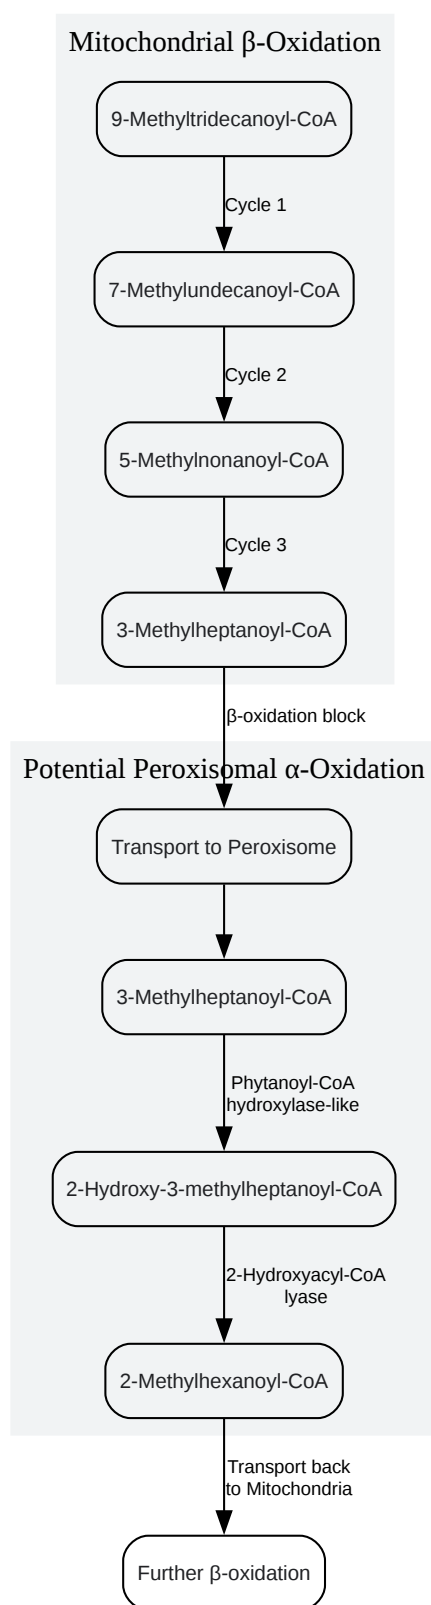 Mitochondrial β-Oxidation
9-Methyltridecanoyl-CoA
Cycle 1
7-Methylundecanoyl-CoA
Cycle 2
5-Methylnonanoyl-CoA
Cycle 3
3-Methylheptanoyl-CoA
β-oxidation block
Potential Peroxisomal α-Oxidation
Transport to Peroxisome
3-Methylheptanoyl-CoA
Phytanoyl-CoA
hydroxylase-like
2-Hydroxy-3-methylheptanoyl-CoA
2-Hydroxyacyl-CoA
lyase
2-Methylhexanoyl-CoA
Transport back
to Mitochondria
Further β-oxidation